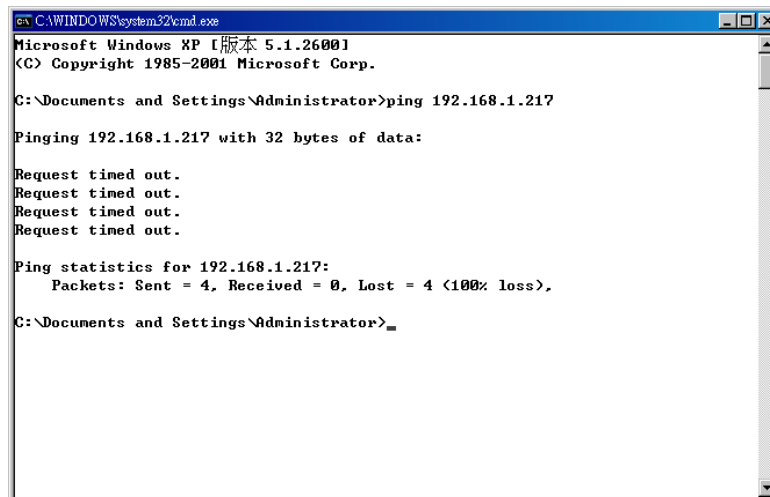 C:\WINDOWS\system32\cmd.exe
Microsoft Windows XP [版本 5.1.2600]
(C) Copyright 1985-2001 Microsoft Corp.
C:\Documents and Settings\Administrator>ping 192.168.1.217
Pinging 192.168.1.217 with 32 bytes of data:
Request timed out.
Request timed out.
Request timed out.
Request timed out.
Ping statistics for 192.168.1.217:
    Packets: Sent = 4, Received = 0, Lost = 4 (100% loss),
C:\Documents and Settings\Administrator>_